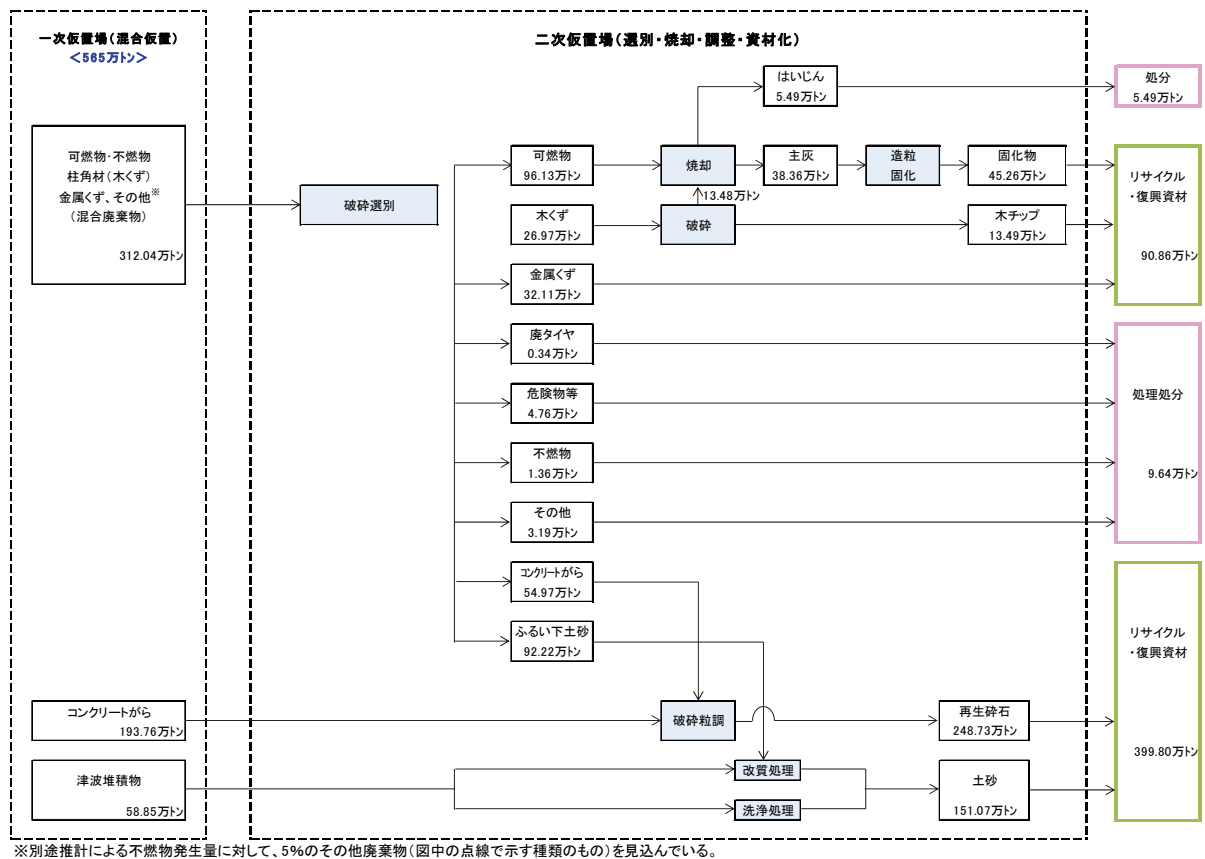 一次仮置場（混合仮置）
＜565万トン＞
二次仮置場（選別・焼却・調整・資材化）
可燃物・不燃物
柱角材（木くず）
金属くず、その他※
（混合廃棄物）
312.04万トン
破砕選別
はいじん
5.49万トン
処分
5.49万トン
可燃物
96.13万トン
焼却
主灰
38.36万トン
造粒
固化
固化物
45.26万トン
リサイクル
・復興資材
90.86万トン
13.48万トン
木くず
26.97万トン
破砕
木チップ
13.49万トン
金属くず
32.11万トン
廃タイヤ
0.34万トン
危険物等
4.76万トン
処理処分
9.64万トン
不燃物
1.36万トン
その他
3.19万トン
コンクリートがら
54.97万トン
ふるい下土砂
92.22万トン
リサイクル
・復興資材
399.80万トン
コンクリートがら
193.76万トン
破砕粒調
再生砕石
248.73万トン
津波堆積物
58.85万トン
改質処理
洗浄処理
土砂
151.07万トン
※別途推計による不燃物発生量に対して、5％のその他廃棄物（図中の点線で示す種類のもの）を見込んでいる。